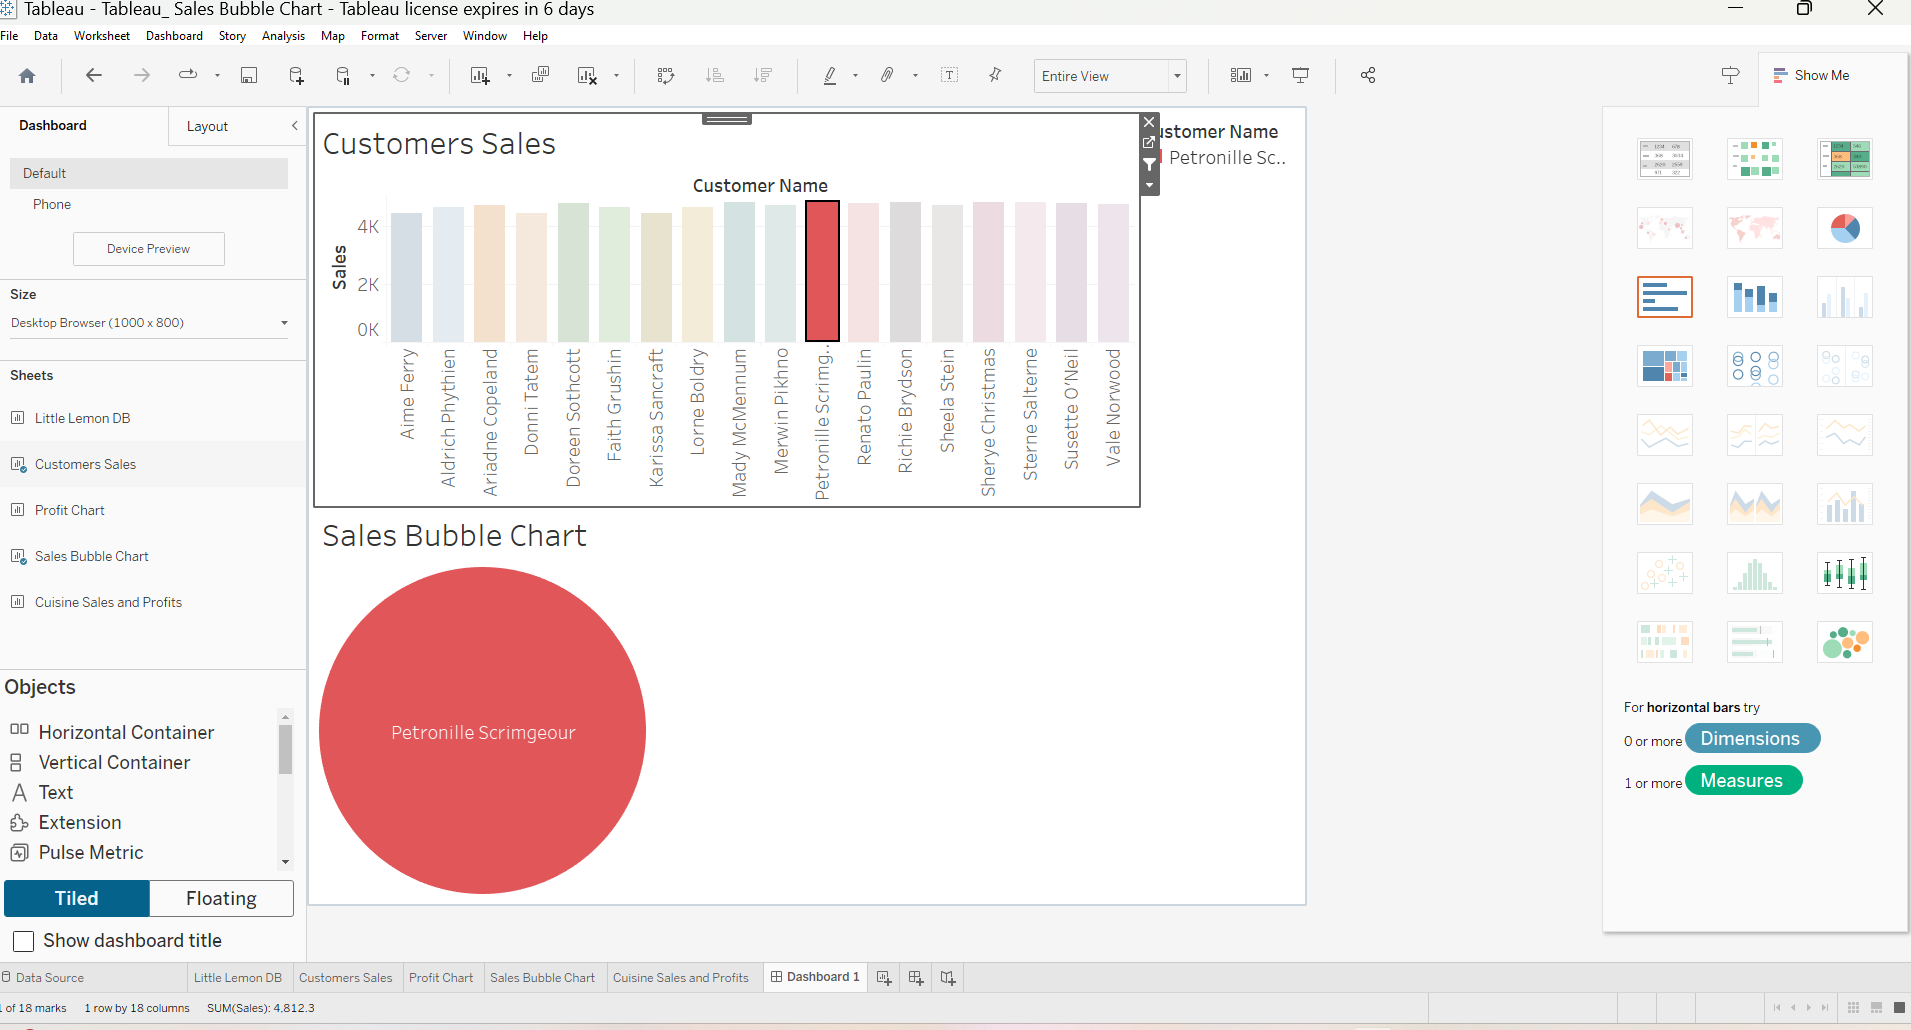 Tableau - Tableau_ Sales Bubble Chart - Tableau license expires in 6 days
File Data Worksheet Dashboard Story Analysis Map Format Server Window Help
Entire View
Show Me
Dashboard
Layout
Default
Phone
Device Preview
Size
Desktop Browser (1000 x 800)
Sheets
Little Lemon DB
Customers Sales
Profit Chart
Sales Bubble Chart
Cuisine Sales and Profits
Objects
Horizontal Container
Vertical Container
Text
Extension
Pulse Metric
Tiled
Floating
Show dashboard title
Customers Sales
Customer Name
Sales
4K
2K
0K
Aime Ferry
Aldrich Phythien
Ariadne Copeland
Donni Tatem
Doreen Sothcott
Faith Grushin
Karissa Sancraft
Lorne Boldry
Mady McMennum
Merwin Pikhno
Petronille Scrimg..
Renato Paulin
Richie Brydson
Sheela Stein
Sherye Christmas
Sterne Salterne
Susette O'Neil
Vale Norwood
ustomer Name
Petronille Sc..
Sales Bubble Chart
Petronille Scrimgeour
For horizontal bars try
0 or more Dimensions
1 or more Measures
Data Source
Little Lemon DB
Customers Sales
Profit Chart
Sales Bubble Chart
Cuisine Sales and Profits
Dashboard 1
1 of 18 marks 1 row by 18 columns SUM(Sales): 4,812.3